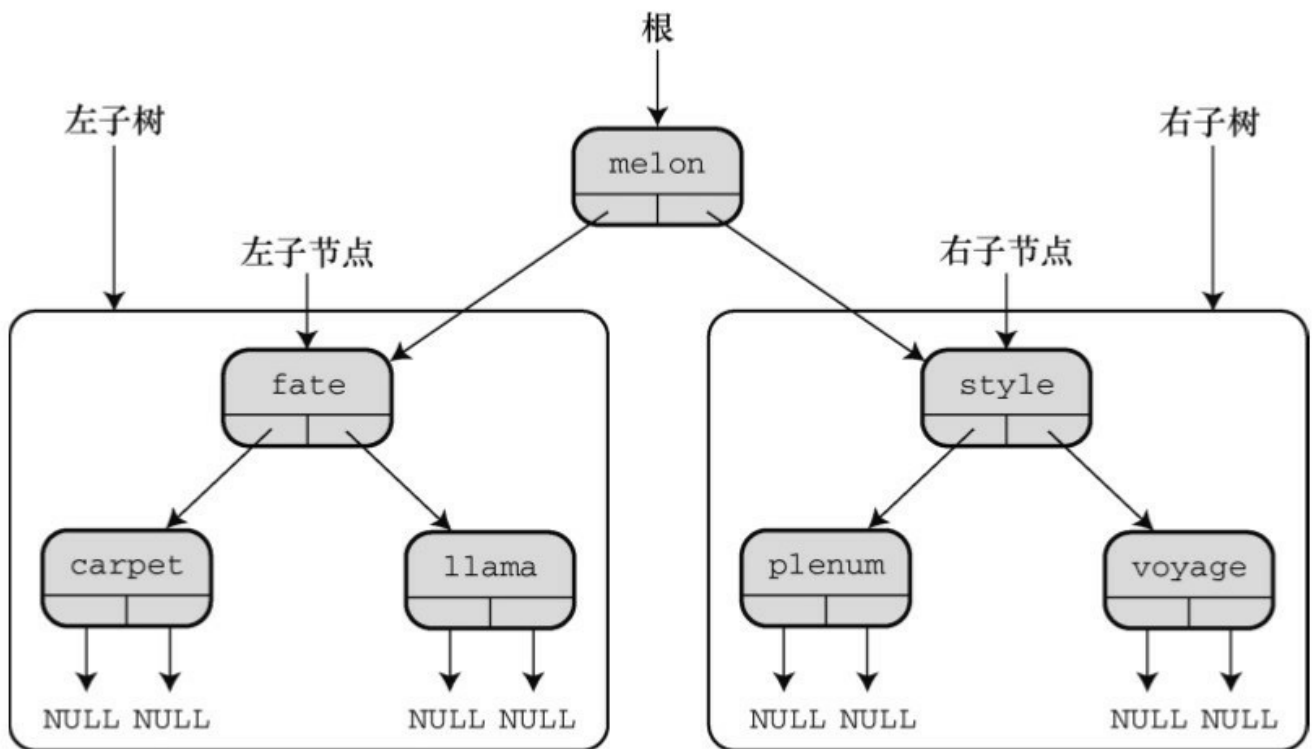 根
左子树
右子树
melon
左子节点
右子节点
fate
style
carpet
llama
plenum
voyage
NULL NULL
NULL NULL
NULL NULL
NULL NULL